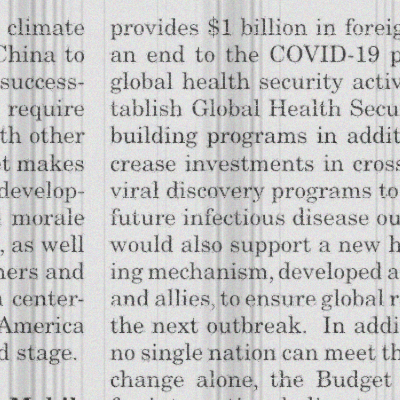 climate
China to
success-
require
th other
ot makes
develop-
morale
, as well
ners and
center-
America
d stage.
provides $1 billion in foreig
an end to the COVID-19 p
global health security activ
tablish Global Health Secu
building programs in addit
crease investments in cross
viral discovery programs to
future infectious disease ou
would also support a new h
ing mechanism, developed a
and allies, to ensure global r
the next outbreak. In addi
no single nation can meet th
change alone, the Budget